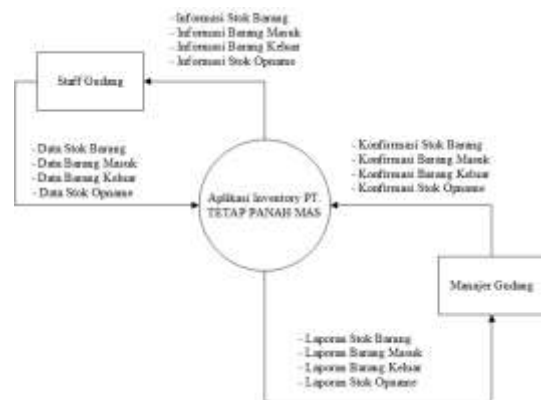 - Informasi Stok Barang
- Informasi Barang Masuk
- Informasi Barang Keluar
- Informasi Stok Opname
Staff Gudang
- Data Stok Barang
- Data Barang Masuk
- Data Barang Keluar
- Data Stok Opname
- Konfirmasi Stok Barang
- Konfirmasi Barang Masuk
- Konfirmasi Barang Keluar
- Konfirmasi Stok Opname
Aplikasi Inventory PT.
TETAP PANAH MAS
Manajer Gudang
- Laporan Stok Barang
- Laporan Barang Masuk
- Laporan Barang Keluar
- Laporan Stok Opname